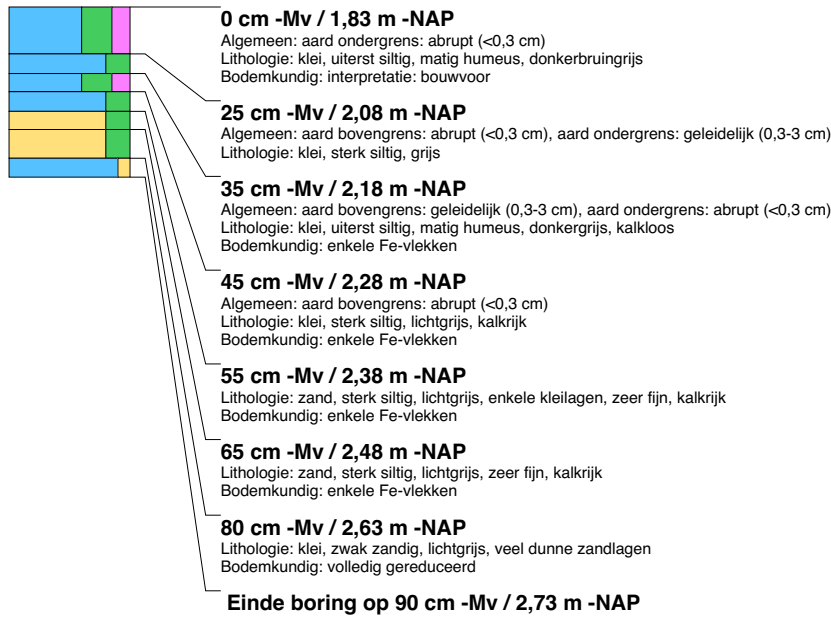 0 cm -Mv / 1,83 m -NAP
Algemeen: aard ondergrens: abrupt (<0,3 cm)
Lithologie: klei, uiterst siltig, matig humeus, donkerbruingrijs
Bodemkundig: interpretatie: bouwvoor
25 cm -Mv / 2,08 m -NAP
Algemeen: aard bovengrens: abrupt (<0,3 cm), aard ondergrens: geleidelijk (0,3-3 cm)
Lithologie: klei, sterk siltig, grijs
35 cm -Mv / 2,18 m -NAP
Algemeen: aard bovengrens: geleidelijk (0,3-3 cm), aard ondergrens: abrupt (<0,3 cm)
Lithologie: klei, uiterst siltig, matig humeus, donkergrijs, kalkloos
Bodemkundig: enkele Fe-vlekken
45 cm -Mv / 2,28 m -NAP
Algemeen: aard bovengrens: abrupt (<0,3 cm)
Lithologie: klei, sterk siltig, lichtgrijs, kalkrijk
Bodemkundig: enkele Fe-vlekken
55 cm -Mv / 2,38 m -NAP
Lithologie: zand, sterk siltig, lichtgrijs, enkele kleilagen, zeer fijn, kalkrijk
Bodemkundig: enkele Fe-vlekken
65 cm -Mv / 2,48 m -NAP
Lithologie: zand, sterk siltig, lichtgrijs, zeer fijn, kalkrijk
Bodemkundig: enkele Fe-vlekken
80 cm -Mv / 2,63 m -NAP
Lithologie: klei, zwak zandig, lichtgrijs, veel dunne zandlagen
Bodemkundig: volledig gereduceerd
Einde boring op 90 cm -Mv / 2,73 m -NAP